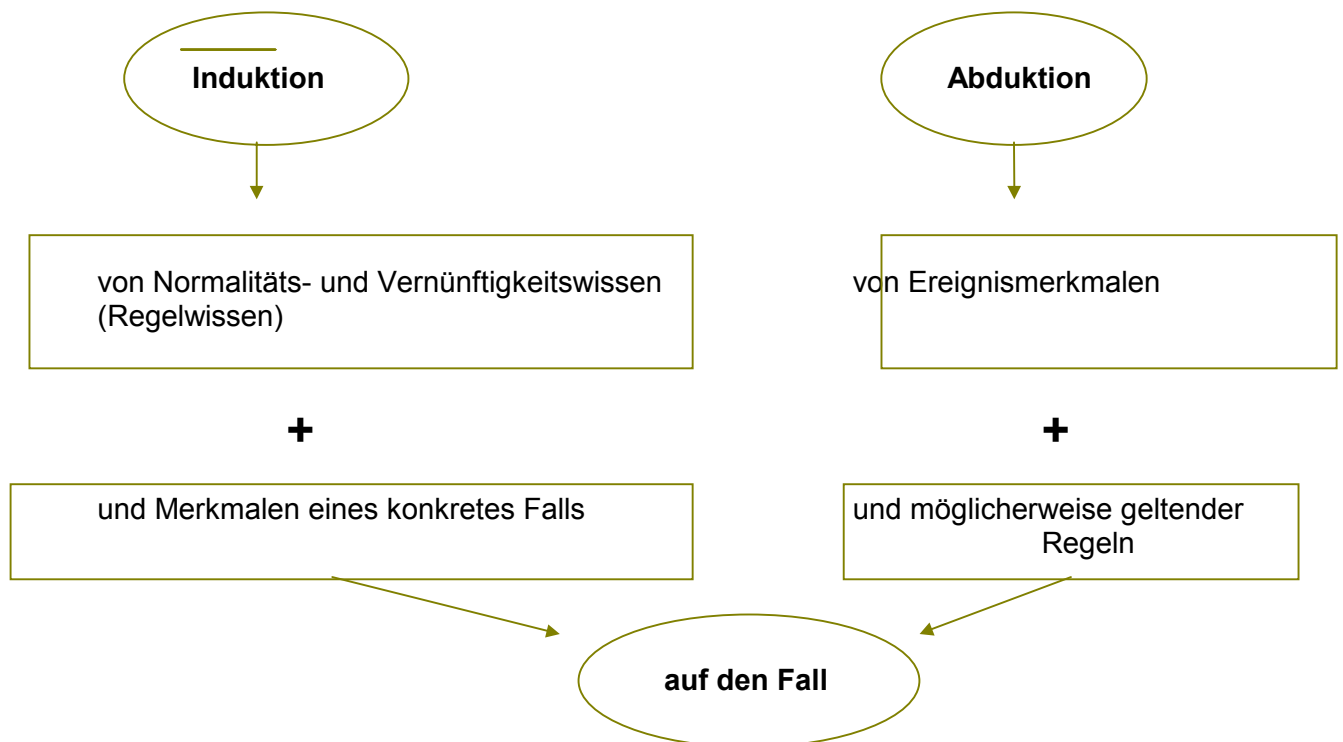 Induktion
Abduktion
von Normalitäts- und Vernünftigkeitswissen
(Regelwissen)
von Ereignismerkmalen
+
+
und Merkmalen eines konkretes Falls
und möglicherweise geltender
Regeln
auf den Fall